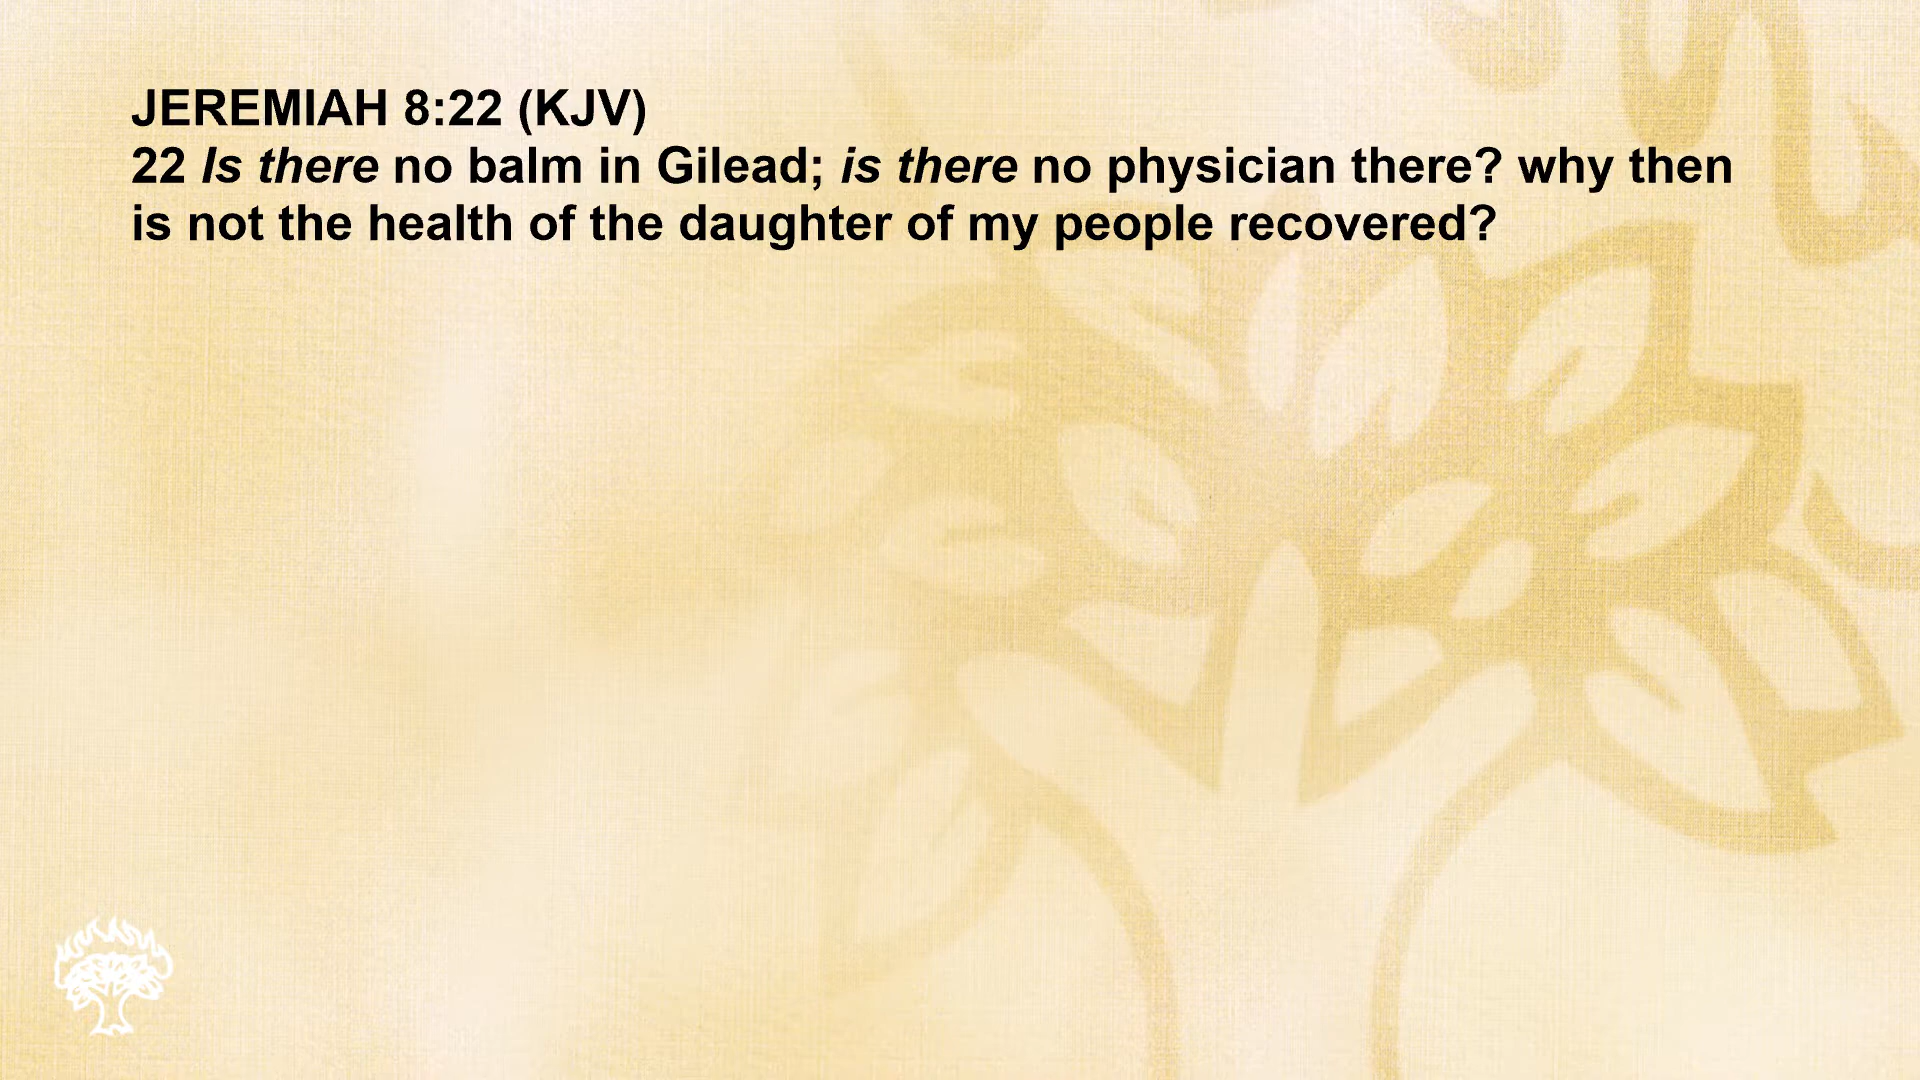 JEREMIAH 8:22 (KJV)
22 Is there no balm in Gilead; is there no physician there? why then
is not the health of the daughter of my people recovered?